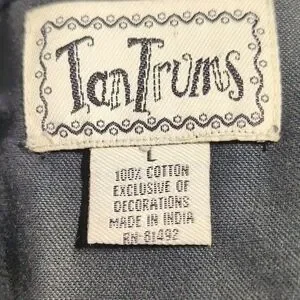 TanTrums
L
100% COTTON
EXCLUSIVE OF
DECORATIONS
MADE IN INDIA
RN-81492